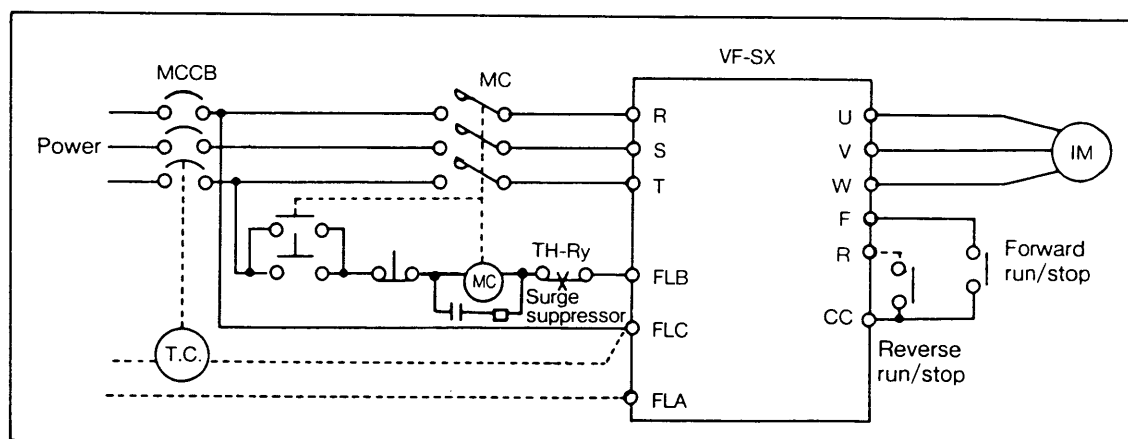 VF-SX
MCCB
MC
Power
R
S
T
U
V
W
IM
F
R
CC
Forward
run/stop
Reverse
run/stop
TH-Ry
MC
Surge
suppressor
FLB
FLC
T.C.
FLA